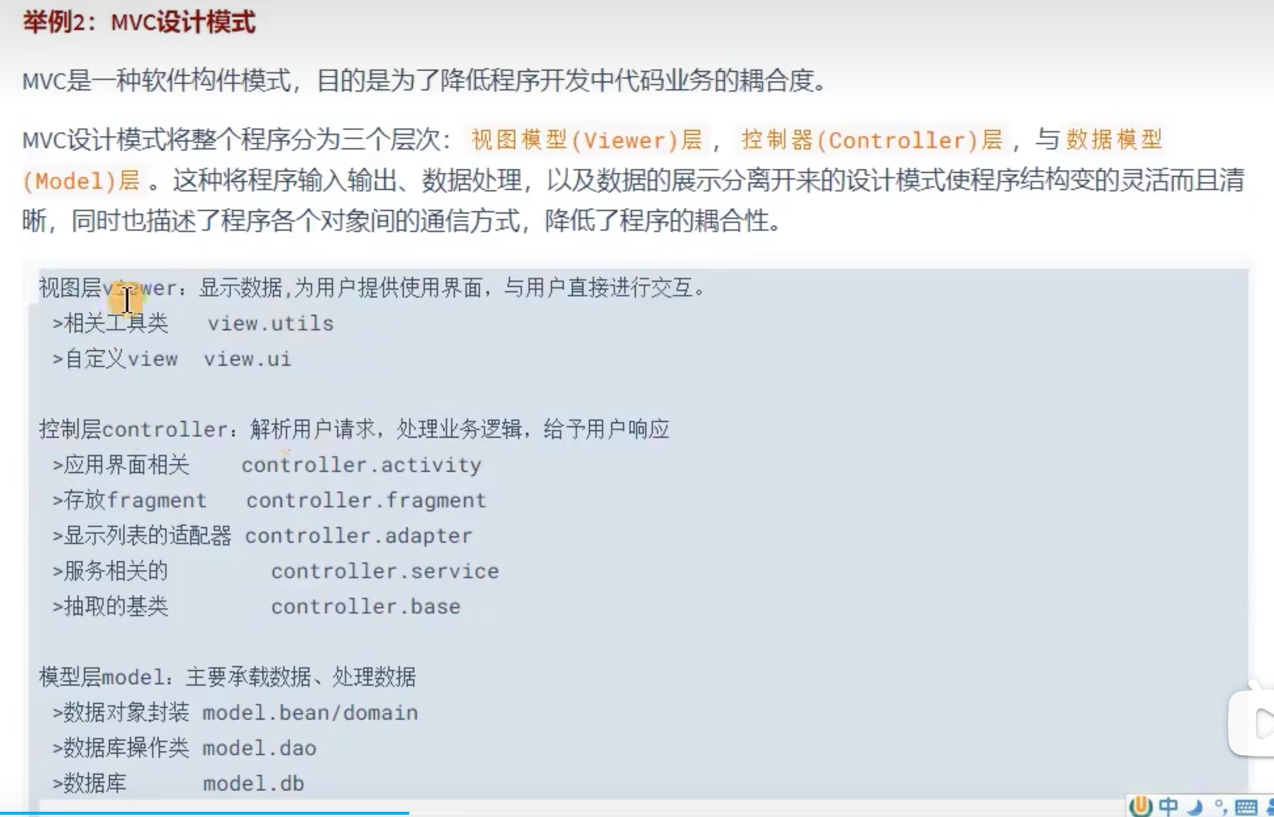 举例2：MVC设计模式
MVC是一种软件构件模式，目的是为了降低程序开发中代码业务的耦合度。
MVC设计模式将整个程序分为三个层次：视图模型(Viewer)层，控制器(Controller)层，与数据模型
(Model)层。这种将程序输入输出、数据处理，以及数据的展示分离开来的设计模式使程序结构变的灵活而且清
晰，同时也描述了程序各个对象间的通信方式，降低了程序的耦合性。
视图层viewer：显示数据,为用户提供使用界面，与用户直接进行交互。
>相关工具类 view.utils
>自定义view view.ui
控制层controller：解析用户请求，处理业务逻辑，给予用户响应
>应用界面相关 controller.activity
>存放fragment controller.fragment
>显示列表的适配器 controller.adapter
>服务相关的 controller.service
>抽取的基类 controller.base
模型层model：主要承载数据、处理数据
>数据对象封装 model.bean/domain
>数据库操作类 model.dao
>数据库 model.db
中